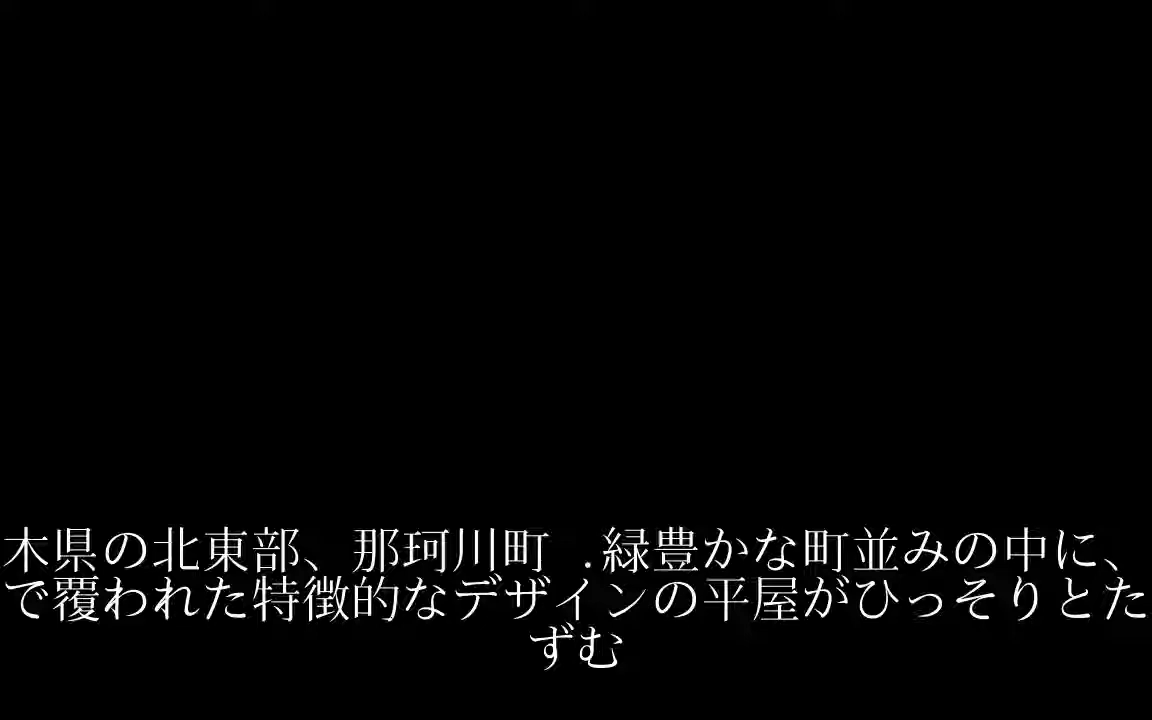 木県の北東部、那珂川町 .緑豊かな町並みの中に、
で覆われた特徴的なデザインの平屋がひっそりとた
ずむ